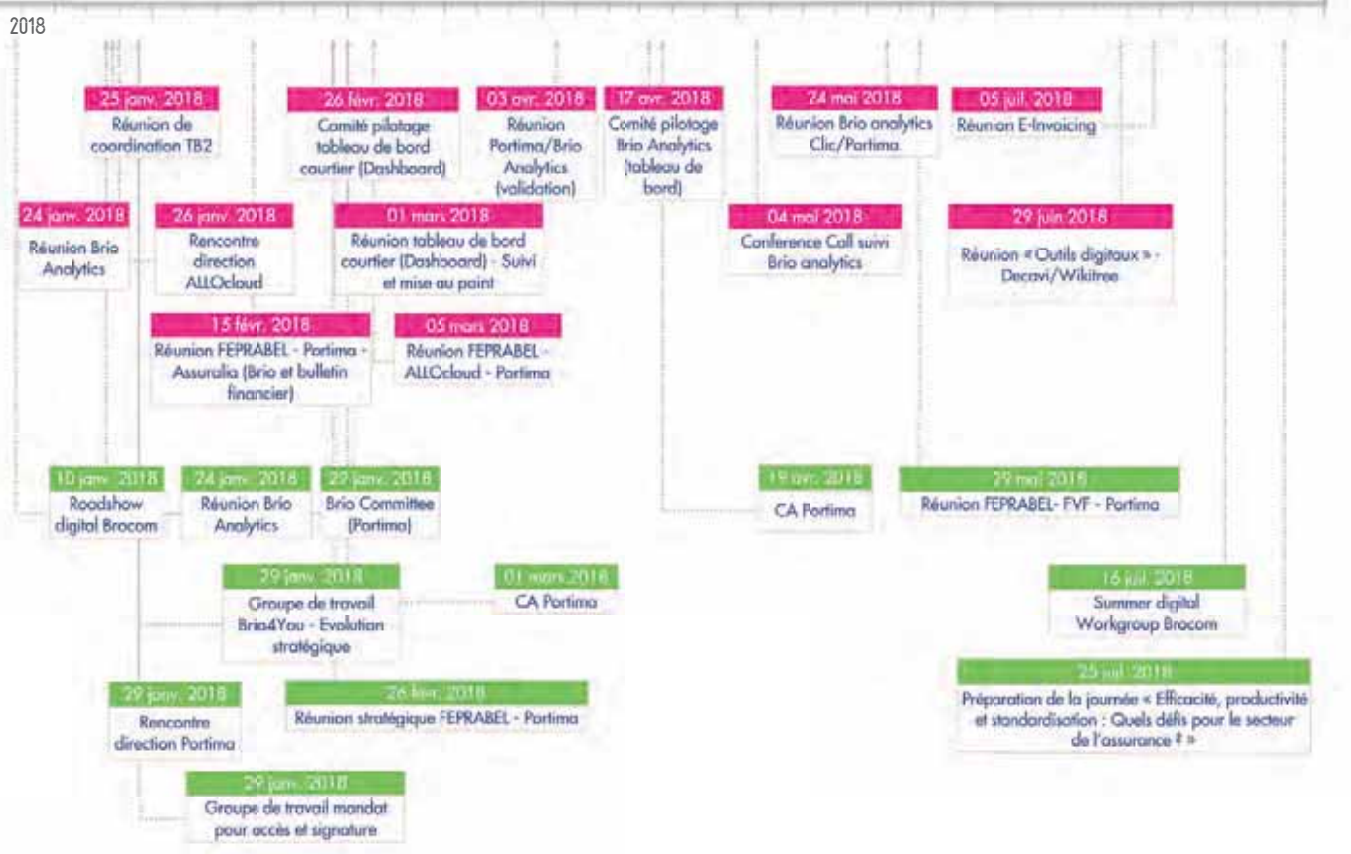 2018
25 janv. 2018
Réunion de
coordination TB2
26 févr. 2018
Comité pilotage
tableau de bord
courtier (Dashboard)
03 avr. 2018
Réunion
Portima/Brio
Analytics
(validation)
17 avr. 2018
Comité pilotage
Brio Analytics
(tableau de
bord)
24 mai 2018
Réunion Brio analytics
Clic/Portima
05 juil. 2018
Réunion E-Invoicing
24 janv. 2018
Réunion Brio
Analytics
26 janv. 2018
Rencontre
direction
ALLOcloud
01 mars 2018
Réunion tableau de bord
courtier (Dashboard) - Suivi
et mise au point
04 mai 2018
Conference Call suivi
Brio analytics
29 juin 2018
Réunion « Outils digitaux » -
Decavi/Wikitree
15 févr. 2018
Réunion FEPRABEL - Portima -
Assuralia (Brio et bulletin
financier)
05 mars 2018
Réunion FEPRABEL -
ALLOcloud - Portima
10 janv. 2018
Roadshow
digital Brocom
24 janv. 2018
Réunion Brio
Analytics
29 janv. 2018
Brio Committee
(Portima)
19 avr. 2018
CA Portima
29 mai 2018
Réunion FEPRABEL- FVF - Portima
29 janv. 2018
Groupe de travail
Brio4You - Evolution
stratégique
01 mars 2018
CA Portima
16 juil. 2018
Summer digital
Workgroup Brocom
29 janv. 2018
Rencontre
direction Portima
26 févr. 2018
Réunion stratégique FEPRABEL - Portima
25 juil. 2018
Préparation de la journée « Efficacité, productivité
et standardisation : Quels défis pour le secteur
de l'assurance ? »
29 janv. 2018
Groupe de travail mandat
pour accès et signature